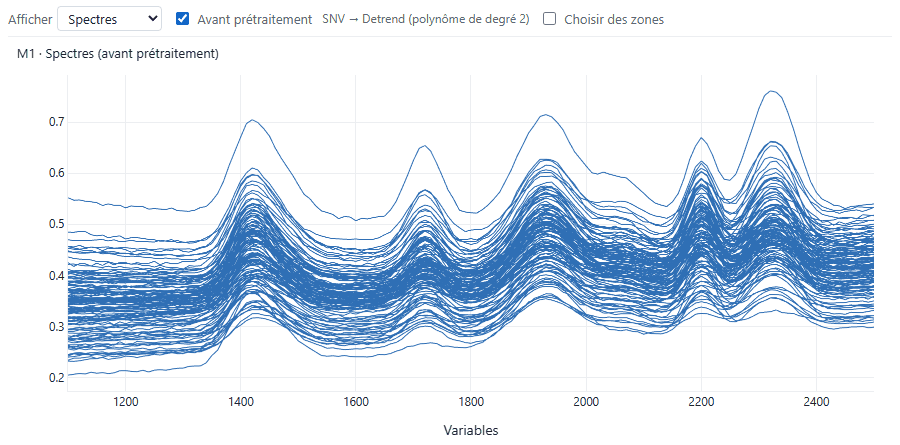 Afficher Spectres Avant prétraitement SNV → Detrend (polynôme de degré 2) Choisir des zones
M1 · Spectres (avant prétraitement)
0.7
0.6
0.5
0.4
0.3
0.2
1200 1400 1600 1800 2000 2200 2400
Variables